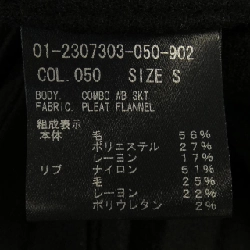 01-2307303-050-902
COL.050 SIZE S
BODY. COMBO WB SKT
FABRIC. PLEAT FLANNEL
組成表示
本体 毛 56%
ポリエステル 27%
レーヨン 17%
リブ ナイロン 51%
毛 25%
レーヨン 22%
ポリウレタン 2%